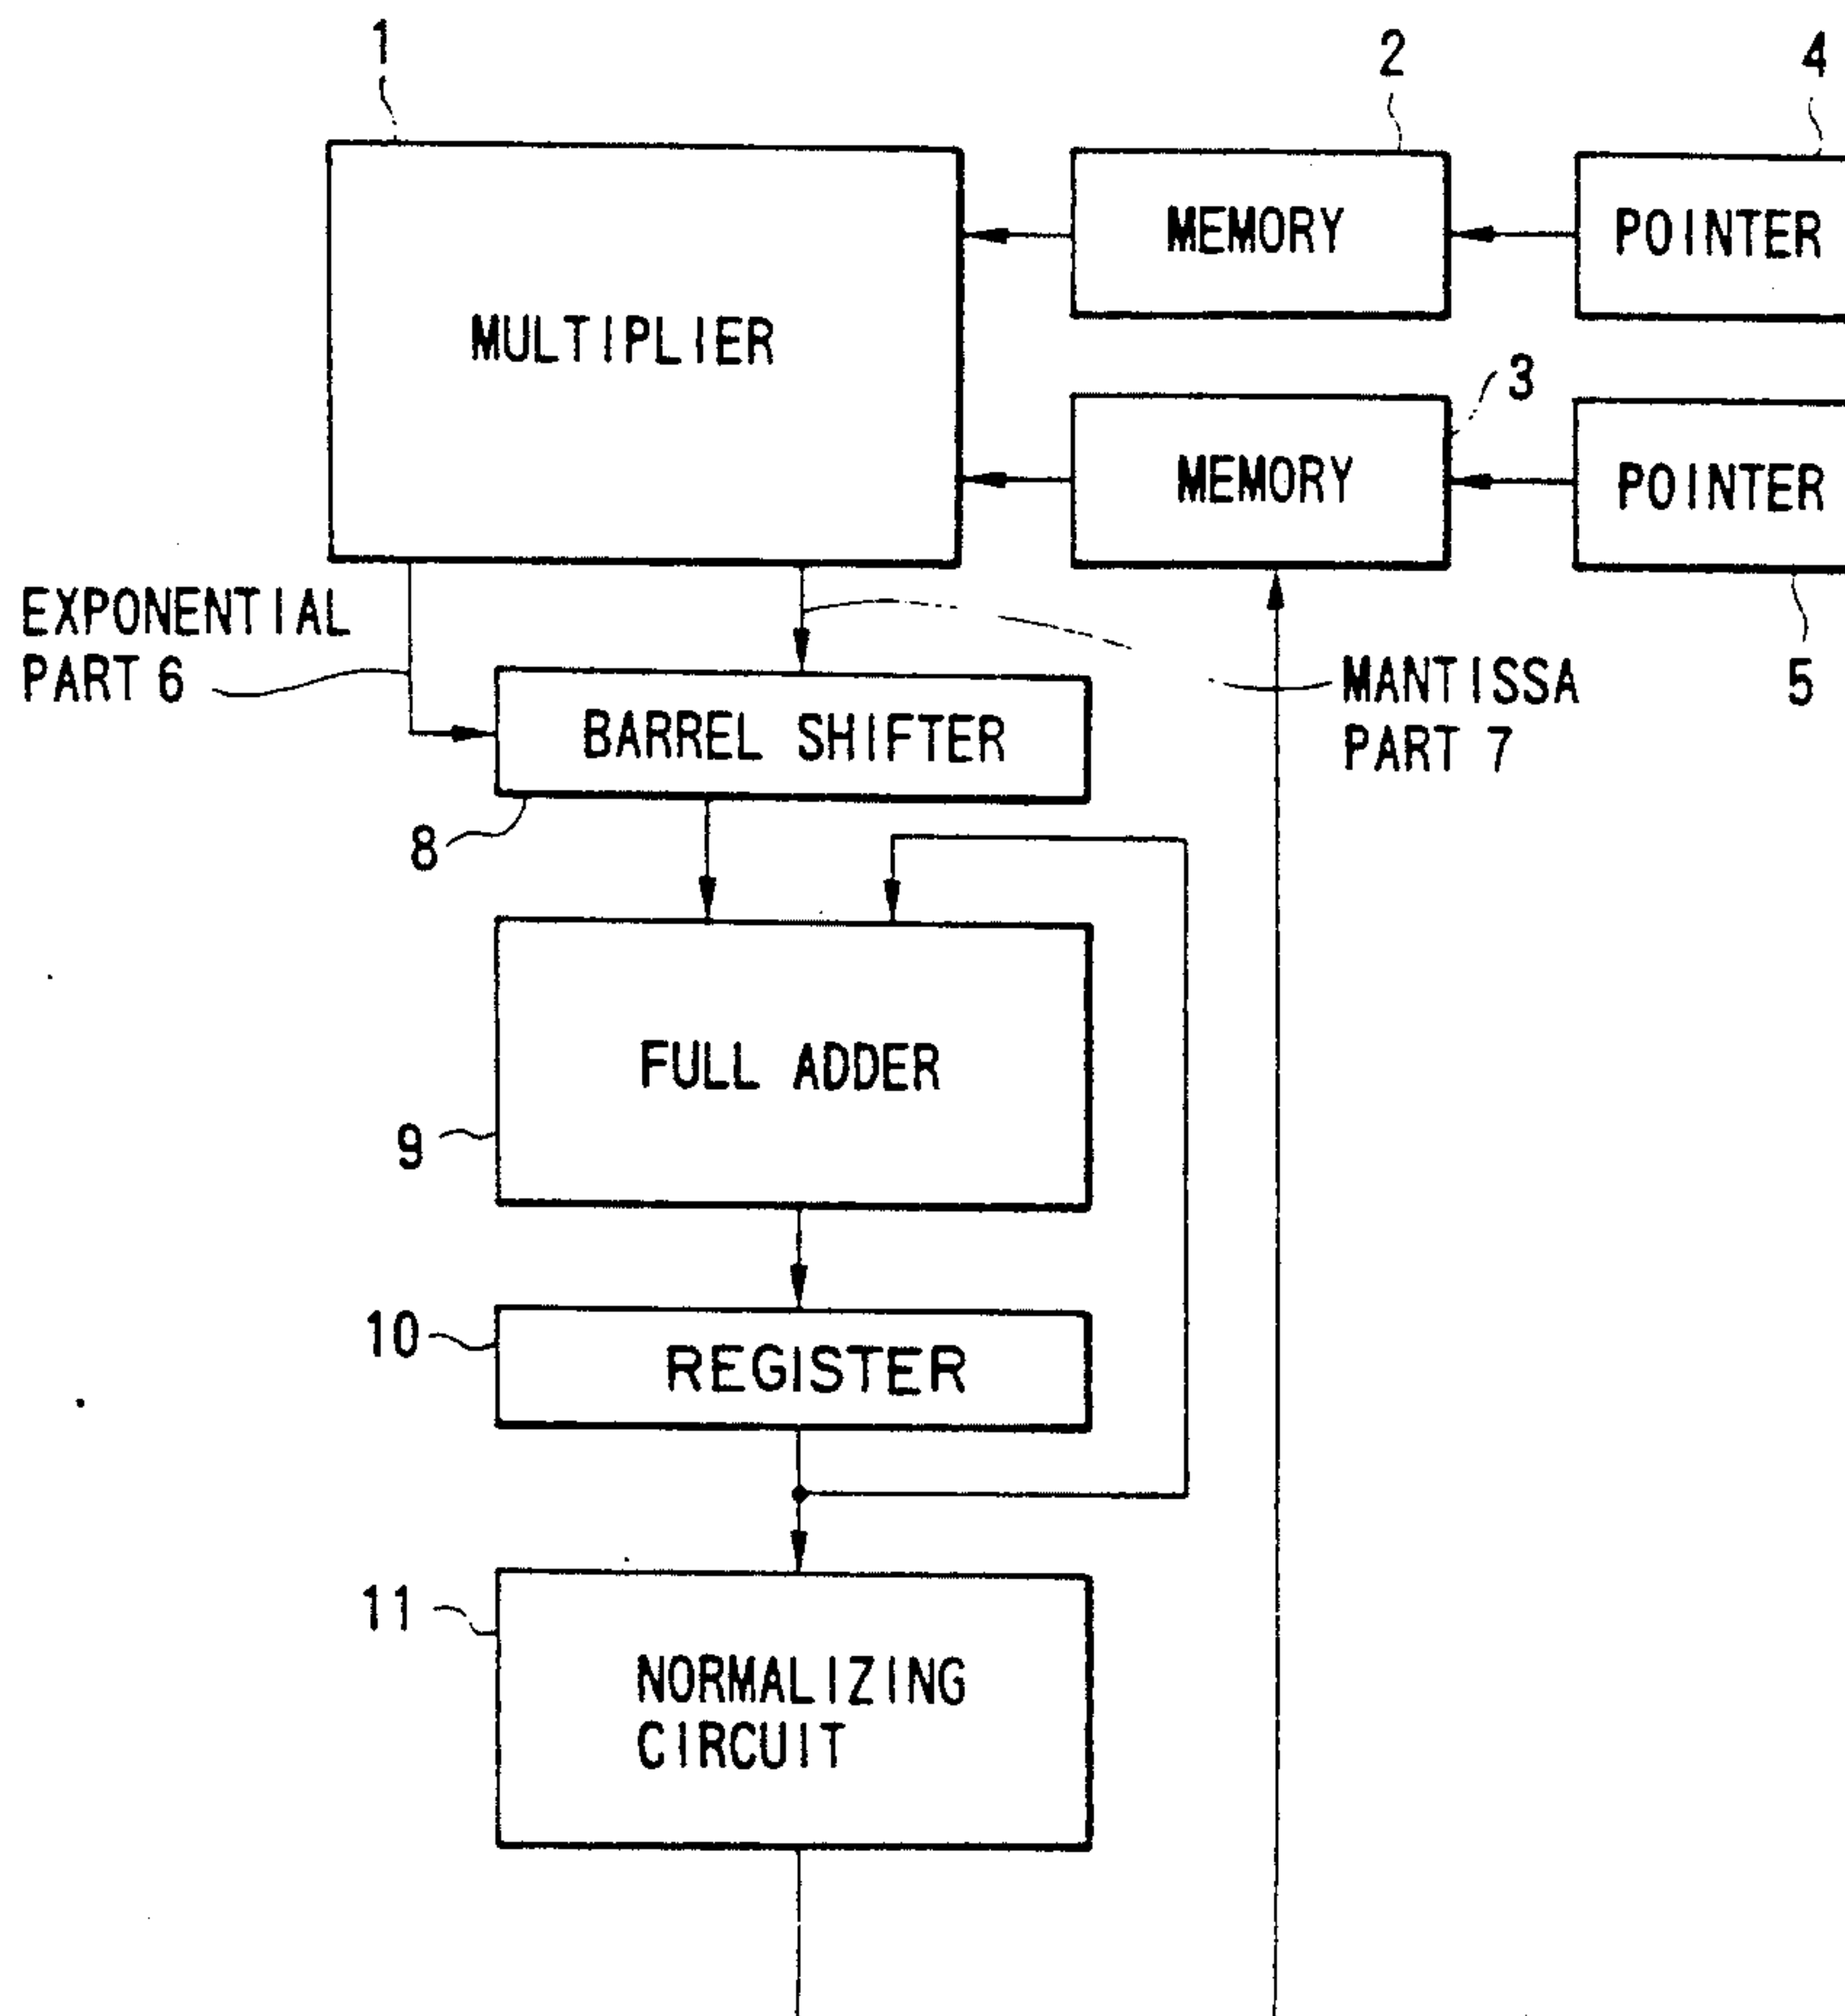 1
2
4
MULTIPLIER
MEMORY
POINTER
3
MEMORY
POINTER
5
EXPONENTIAL
PART 6
MANTISSA
PART 7
BARREL SHIFTER
8
FULL ADDER
9
10
REGISTER
11
NORMALIZING
CIRCUIT